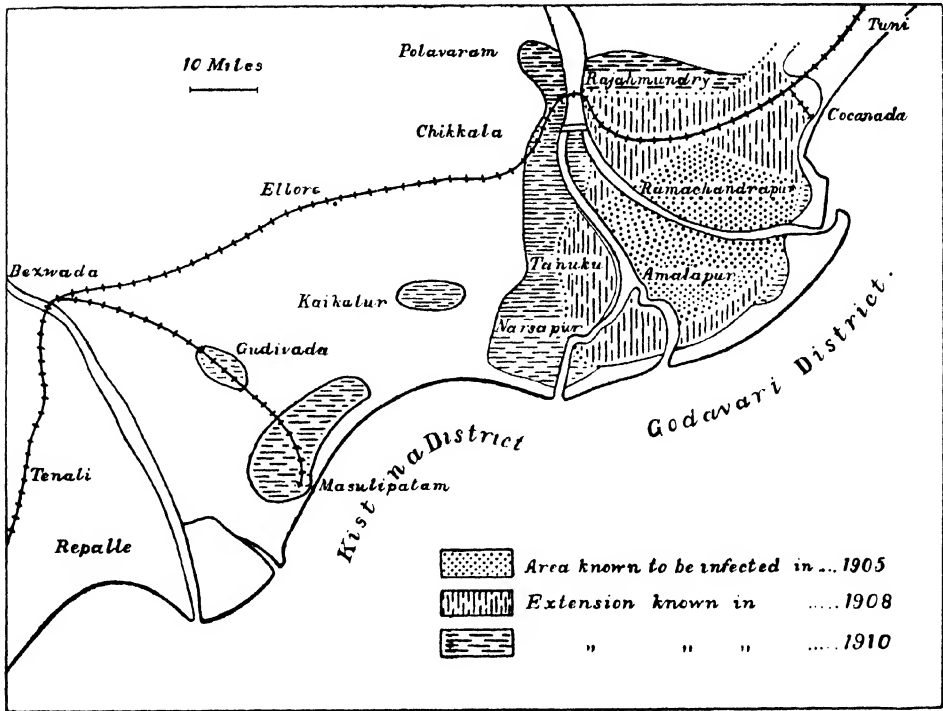 Tuni
Polavaram
10 Miles
Rajahmundry
Cocanada
Chikkala
Ellore
Ramachandrapur
Bexwada
Tanuku
Amalapur
Kaikalur
Narsapur
Gudivada
Godavari District.
Kistna District
Tenali
Masulipatam
Repalle
Area known to be infected in ... 1905
Extension known in ..... 1908
„ „ „ ..... 1910